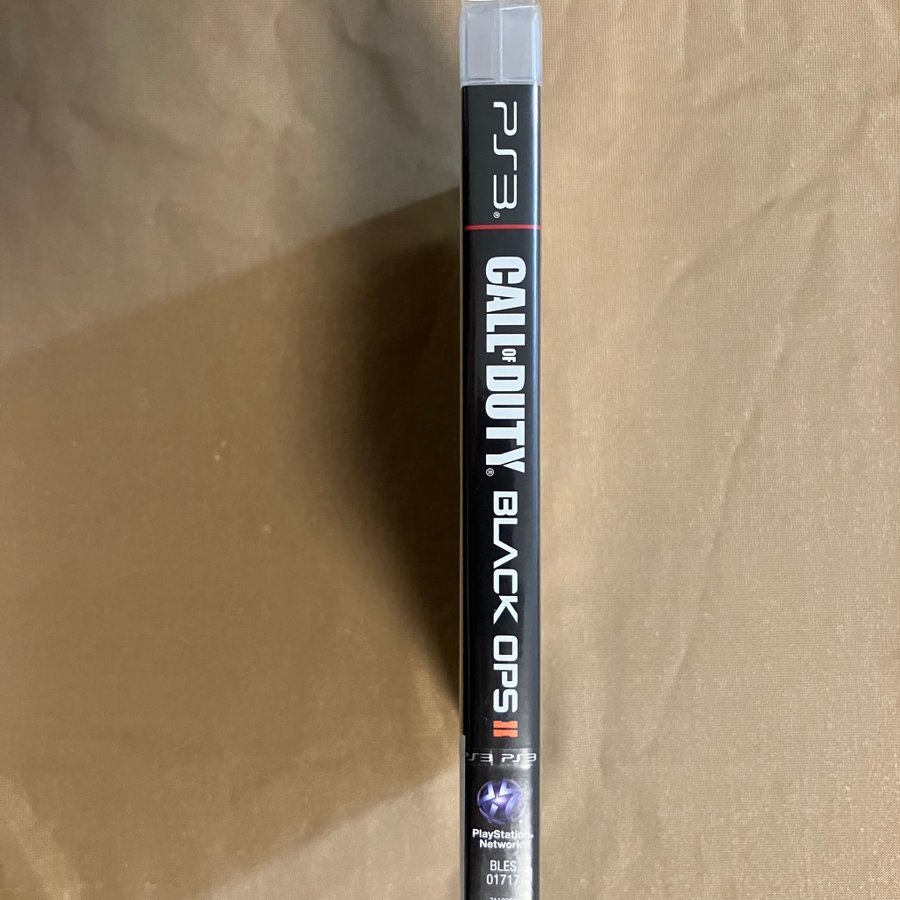 PS3®
CALL OF DUTY®
BLACK OPS II
PS3 PS3
PlayStation®
Network
BLES
01717